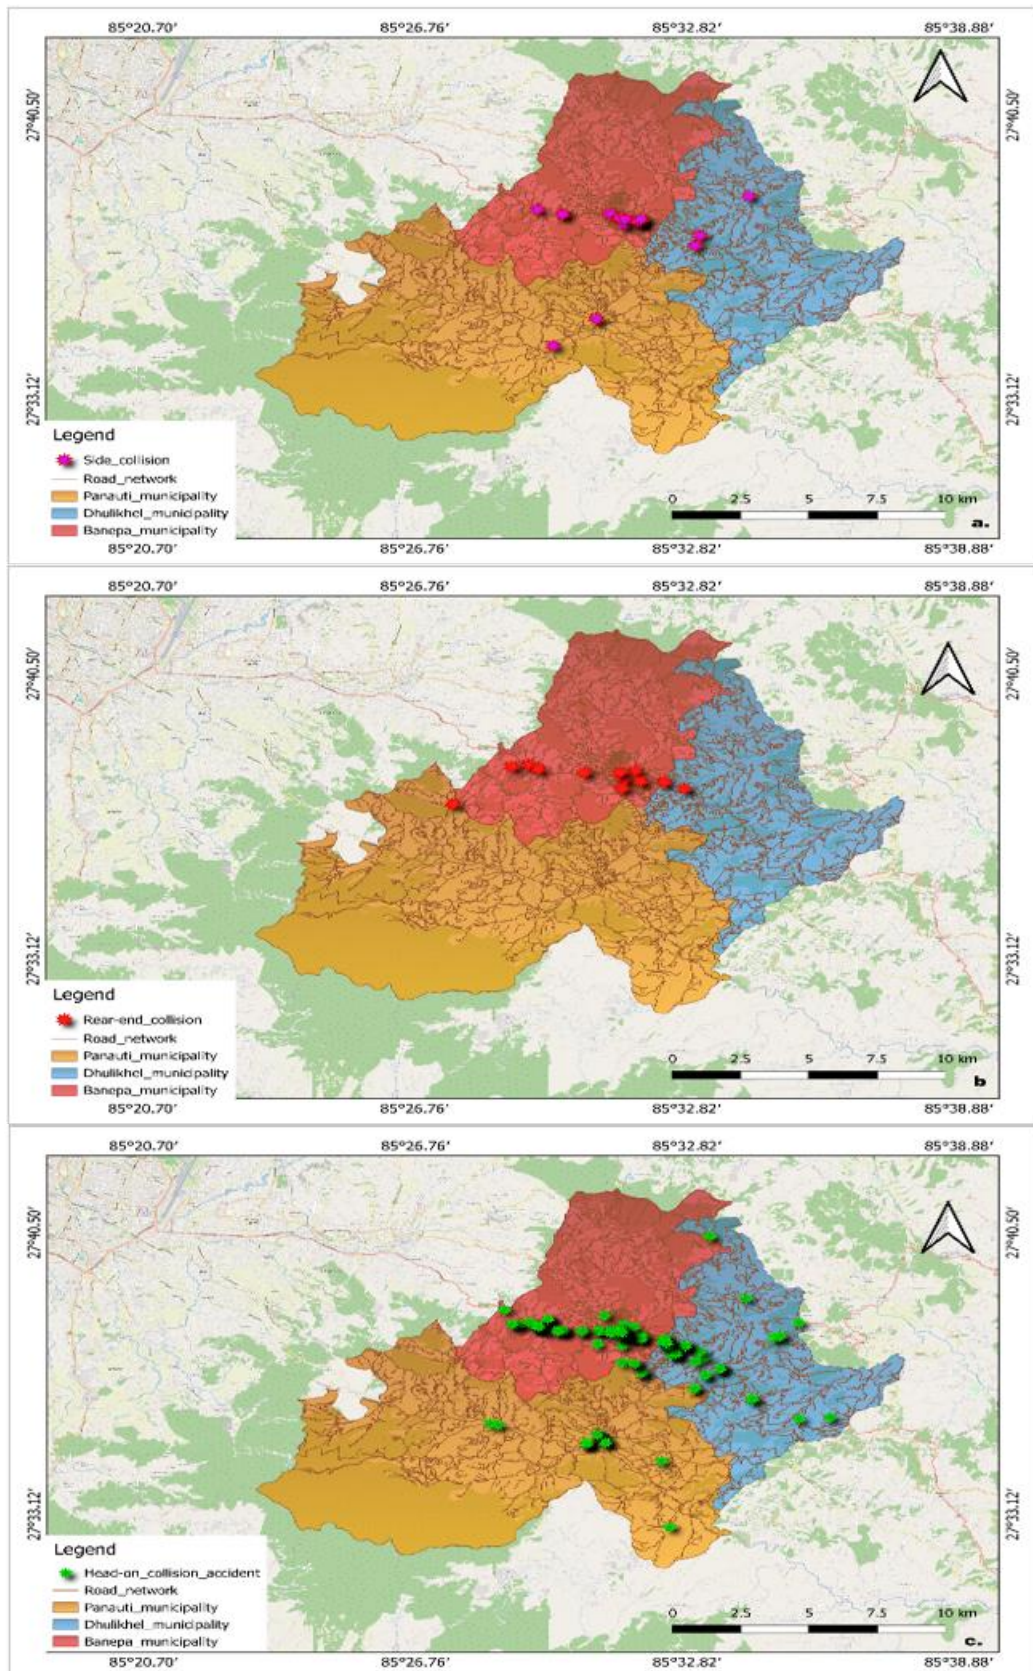 85°20.70′ 85°26.76′ 85°32.82′ 85°38.88′
27°40.50′ 27°40.50′
27°33.12′ 27°33.12′
Legend
Side_collision
Road_network
Panauti_municipality
Dhulikhel_municipality
Banepa_municipality
0 2.5 5 7.5 10 km
a.
85°20.70′ 85°26.76′ 85°32.82′ 85°38.88′
85°20.70′ 85°26.76′ 85°32.82′ 85°38.88′
27°40.50′ 27°40.50′
27°33.12′ 27°33.12′
Legend
Rear-end_collision
Road_network
Panauti_municipality
Dhulikhel_municipality
Banepa_municipality
0 2.5 5 7.5 10 km
b
85°20.70′ 85°26.76′ 85°32.82′ 85°38.88′
85°20.70′ 85°26.76′ 85°32.82′ 85°38.88′
27°40.50′ 27°40.50′
27°33.12′ 27°33.12′
Legend
Head-on_collision_accident
Road_network
Panauti_municipality
Dhulikhel_municipality
Banepa_municipality
0 2.5 5 7.5 10 km
c.
85°20.70′ 85°26.76′ 85°32.82′ 85°38.88′